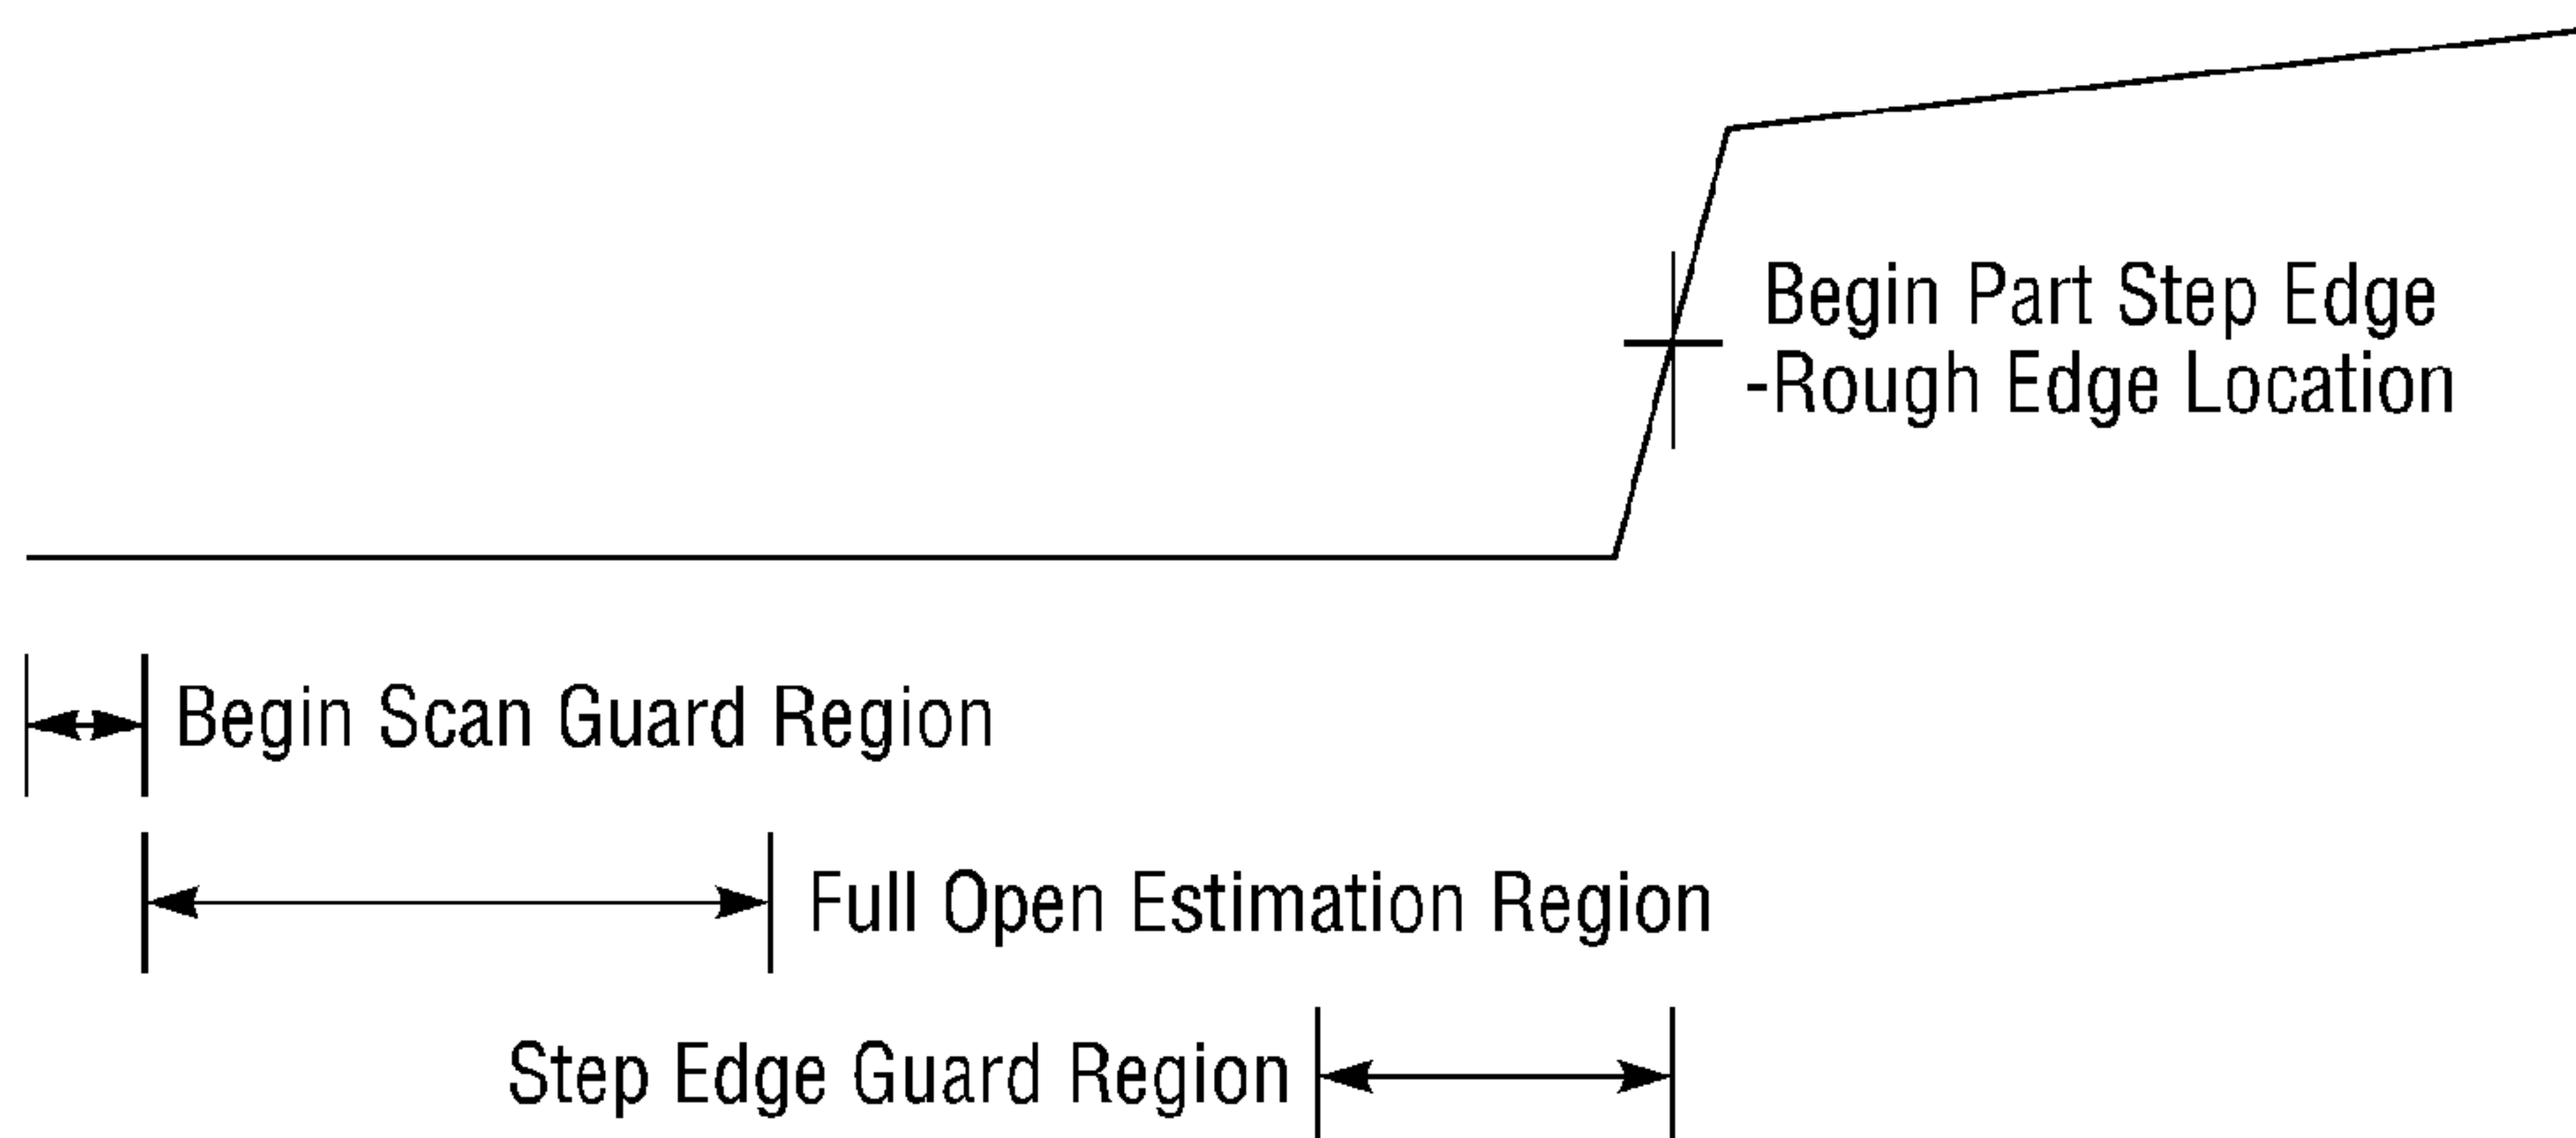 Begin Part Step Edge
-Rough Edge Location
Begin Scan Guard Region
Full Open Estimation Region
Step Edge Guard Region